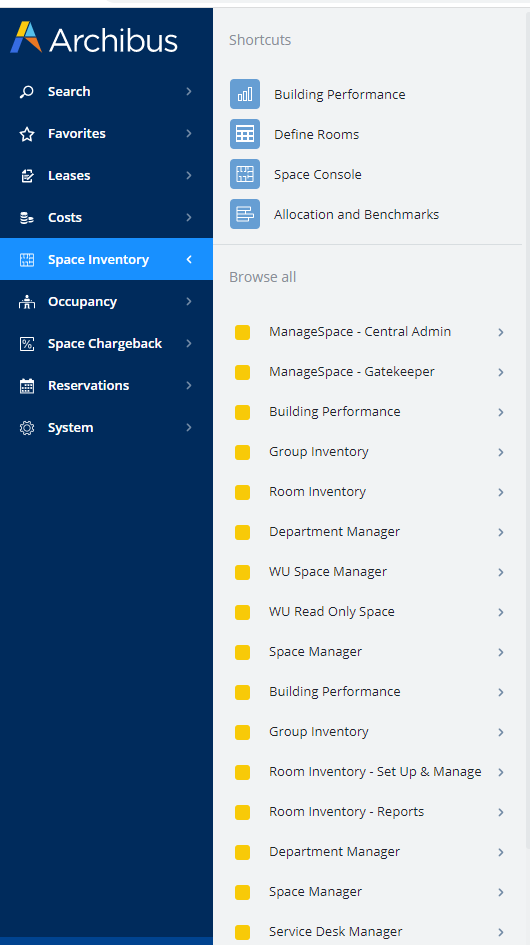 Archibus
Search
Favorites
Leases
Costs
Space Inventory
Occupancy
Space Chargeback
Reservations
System
Shortcuts
Building Performance
Define Rooms
Space Console
Allocation and Benchmarks
Browse all
ManageSpace - Central Admin
ManageSpace - Gatekeeper
Building Performance
Group Inventory
Room Inventory
Department Manager
WU Space Manager
WU Read Only Space
Space Manager
Building Performance
Group Inventory
Room Inventory - Set Up & Manage
Room Inventory - Reports
Department Manager
Space Manager
Service Desk Manager